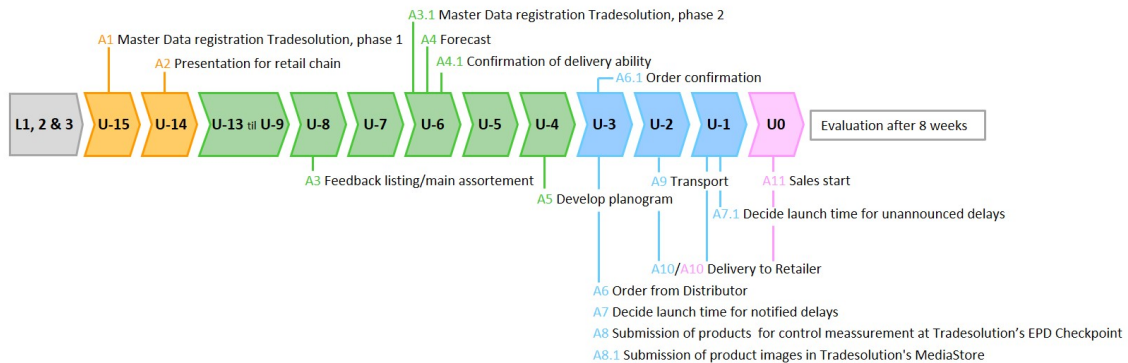 A3.1 Master Data registration Tradesolution, phase 2
A1 Master Data registration Tradesolution, phase 1
A4 Forecast
A2 Presentation for retail chain
A4.1 Confirmation of delivery ability
A6.1 Order confirmation
L1, 2 & 3
U-15
U-14
U-13 til U-9
U-8
U-7
U-6
U-5
U-4
U-3
U-2
U-1
U0
Evaluation after 8 weeks
A3 Feedback listing/main assortement
A9 Transport
A11 Sales start
A5 Develop planogram
A7.1 Decide launch time for unannounced delays
A10/A10 Delivery to Retailer
A6 Order from Distributor
A7 Decide launch time for notified delays
A8 Submission of products for control meassurement at Tradesolution's EPD Checkpoint
A8.1 Submission of product images in Tradesolution's MediaStore